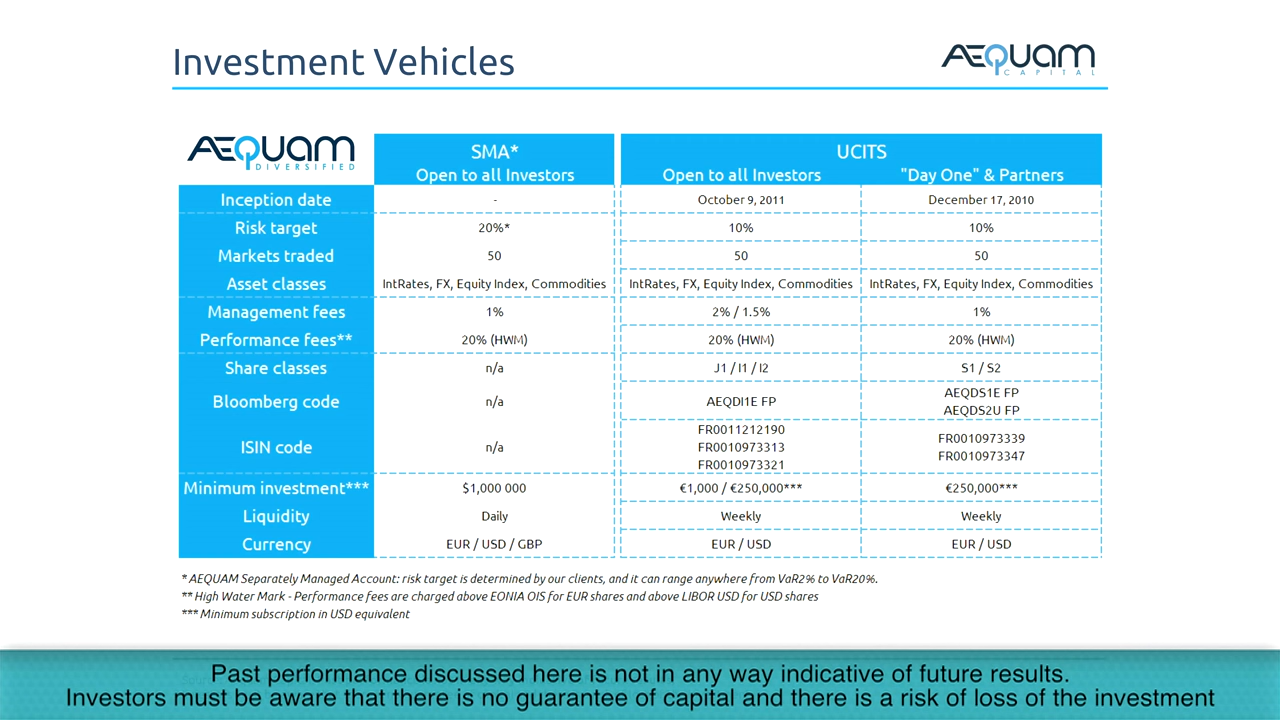 Investment Vehicles
AEQUAM
CAPITAL
AEQUAM
DIVERSIFIED
SMA*
UCITS
Open to all Investors
Open to all Investors
"Day One" & Partners
Inception date
-
October 9, 2011
December 17, 2010
Risk target
20%*
10%
10%
Markets traded
50
50
50
Asset classes
IntRates, FX, Equity Index, Commodities
IntRates, FX, Equity Index, Commodities
IntRates, FX, Equity Index, Commodities
Management fees
1%
2% / 1.5%
1%
Performance fees**
20% (HWM)
20% (HWM)
20% (HWM)
Share classes
n/a
J1 / I1 / I2
S1 / S2
Bloomberg code
n/a
AEQDI1E FP
AEQDS1E FP
AEQDS2U FP
ISIN code
n/a
FR0011212190
FR0010973313
FR0010973321
FR0010973339
FR0010973347
Minimum investment***
$1,000 000
€1,000 / €250,000***
€250,000***
Liquidity
Daily
Weekly
Weekly
Currency
EUR / USD / GBP
EUR / USD
EUR / USD
* AEQUAM Separately Managed Account: risk target is determined by our clients, and it can range anywhere from VaR2% to VaR20%.
** High Water Mark - Performance fees are charged above EONIA OIS for EUR shares and above LIBOR USD for USD shares
*** Minimum subscription in USD equivalent
Past performance discussed here is not in any way indicative of future results.
Investors must be aware that there is no guarantee of capital and there is a risk of loss of the investment